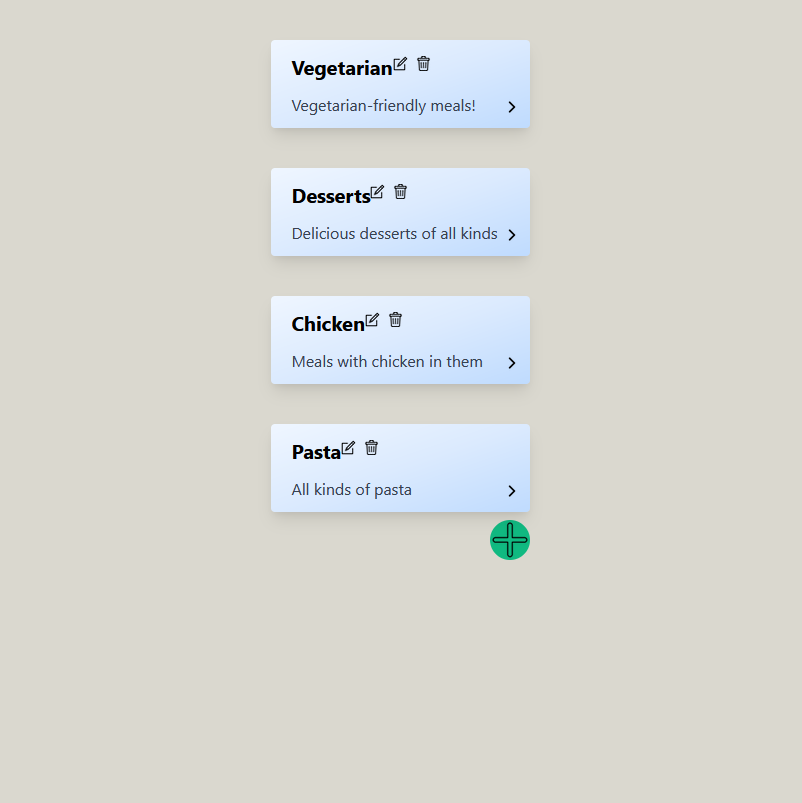 Vegetarian
Vegetarian-friendly meals!
Desserts
Delicious desserts of all kinds
Chicken
Meals with chicken in them
Pasta
All kinds of pasta